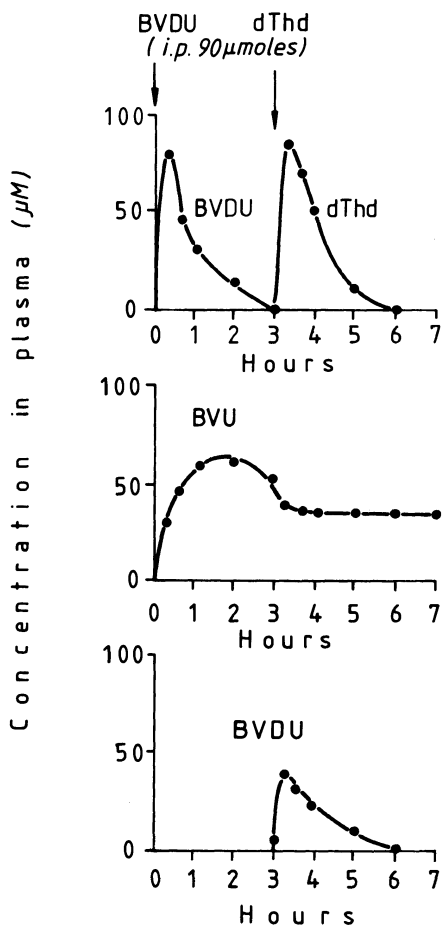 BVDU dThd
( i.p. 90 µmoles)
100
50
0
BVDU
dThd
0 1 2 3 4 5 6 7
Hours
100
50
0
BVU
0 1 2 3 4 5 6 7
Hours
100
50
0
BVDU
0 1 2 3 4 5 6 7
Hours
Concentration in plasma (µM)